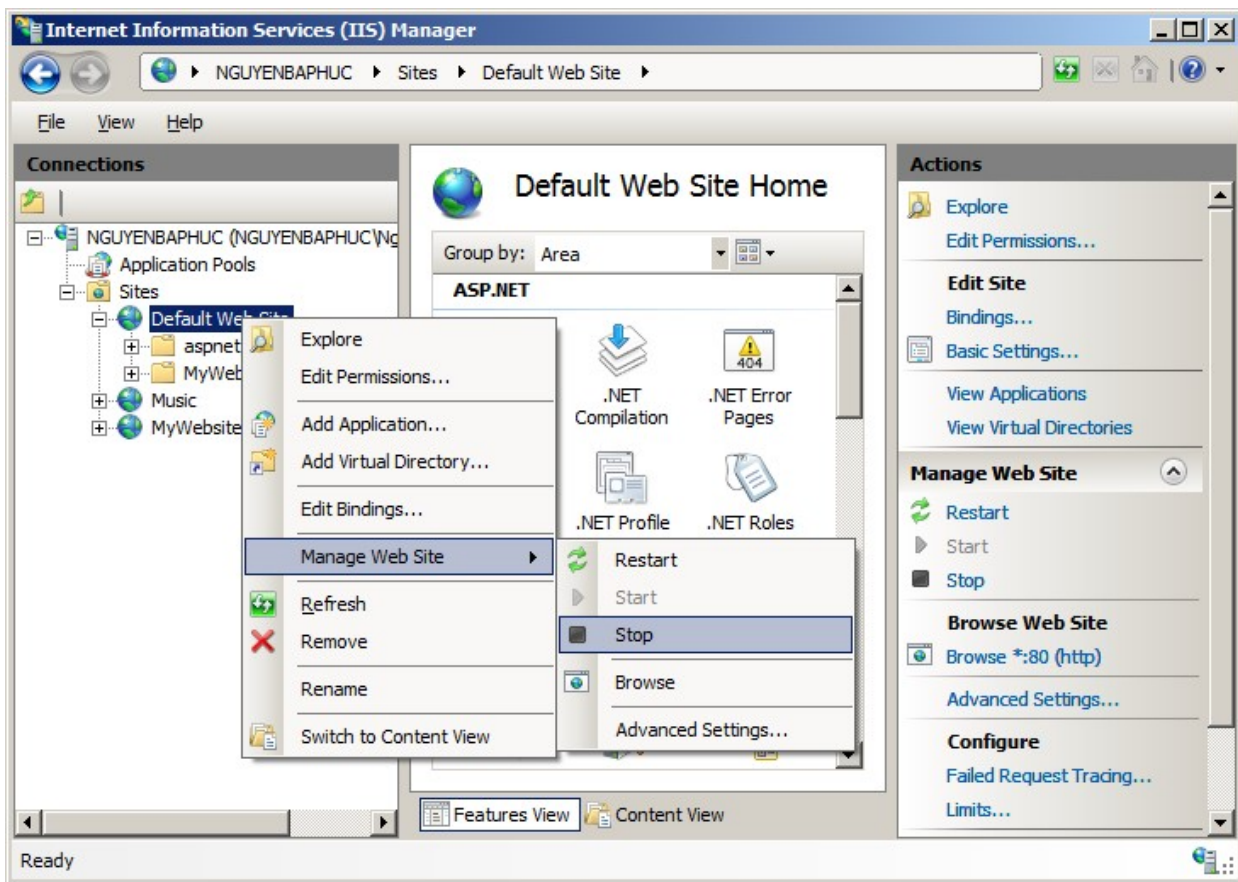 Internet Information Services (IIS) Manager
NGUYENBAPHUC Sites Default Web Site
File View Help
Connections
NGUYENBAPHUC (NGUYENBAPHUC\Ng
Application Pools
Sites
Default Web Site
aspnet
MyWeb
Music
MyWebsite
Explore
Edit Permissions...
Add Application...
Add Virtual Directory...
Edit Bindings...
Manage Web Site
Refresh
Remove
Rename
Switch to Content View
Restart
Start
Stop
Browse
Advanced Settings...
Default Web Site Home
Group by: Area
ASP.NET
404
.NET Compilation
.NET Error Pages
.NET Profile
.NET Roles
Features View
Content View
Actions
Explore
Edit Permissions...
Edit Site
Bindings...
Basic Settings...
View Applications
View Virtual Directories
Manage Web Site
Restart
Start
Stop
Browse Web Site
Browse *:80 (http)
Advanced Settings...
Configure
Failed Request Tracing...
Limits...
Ready